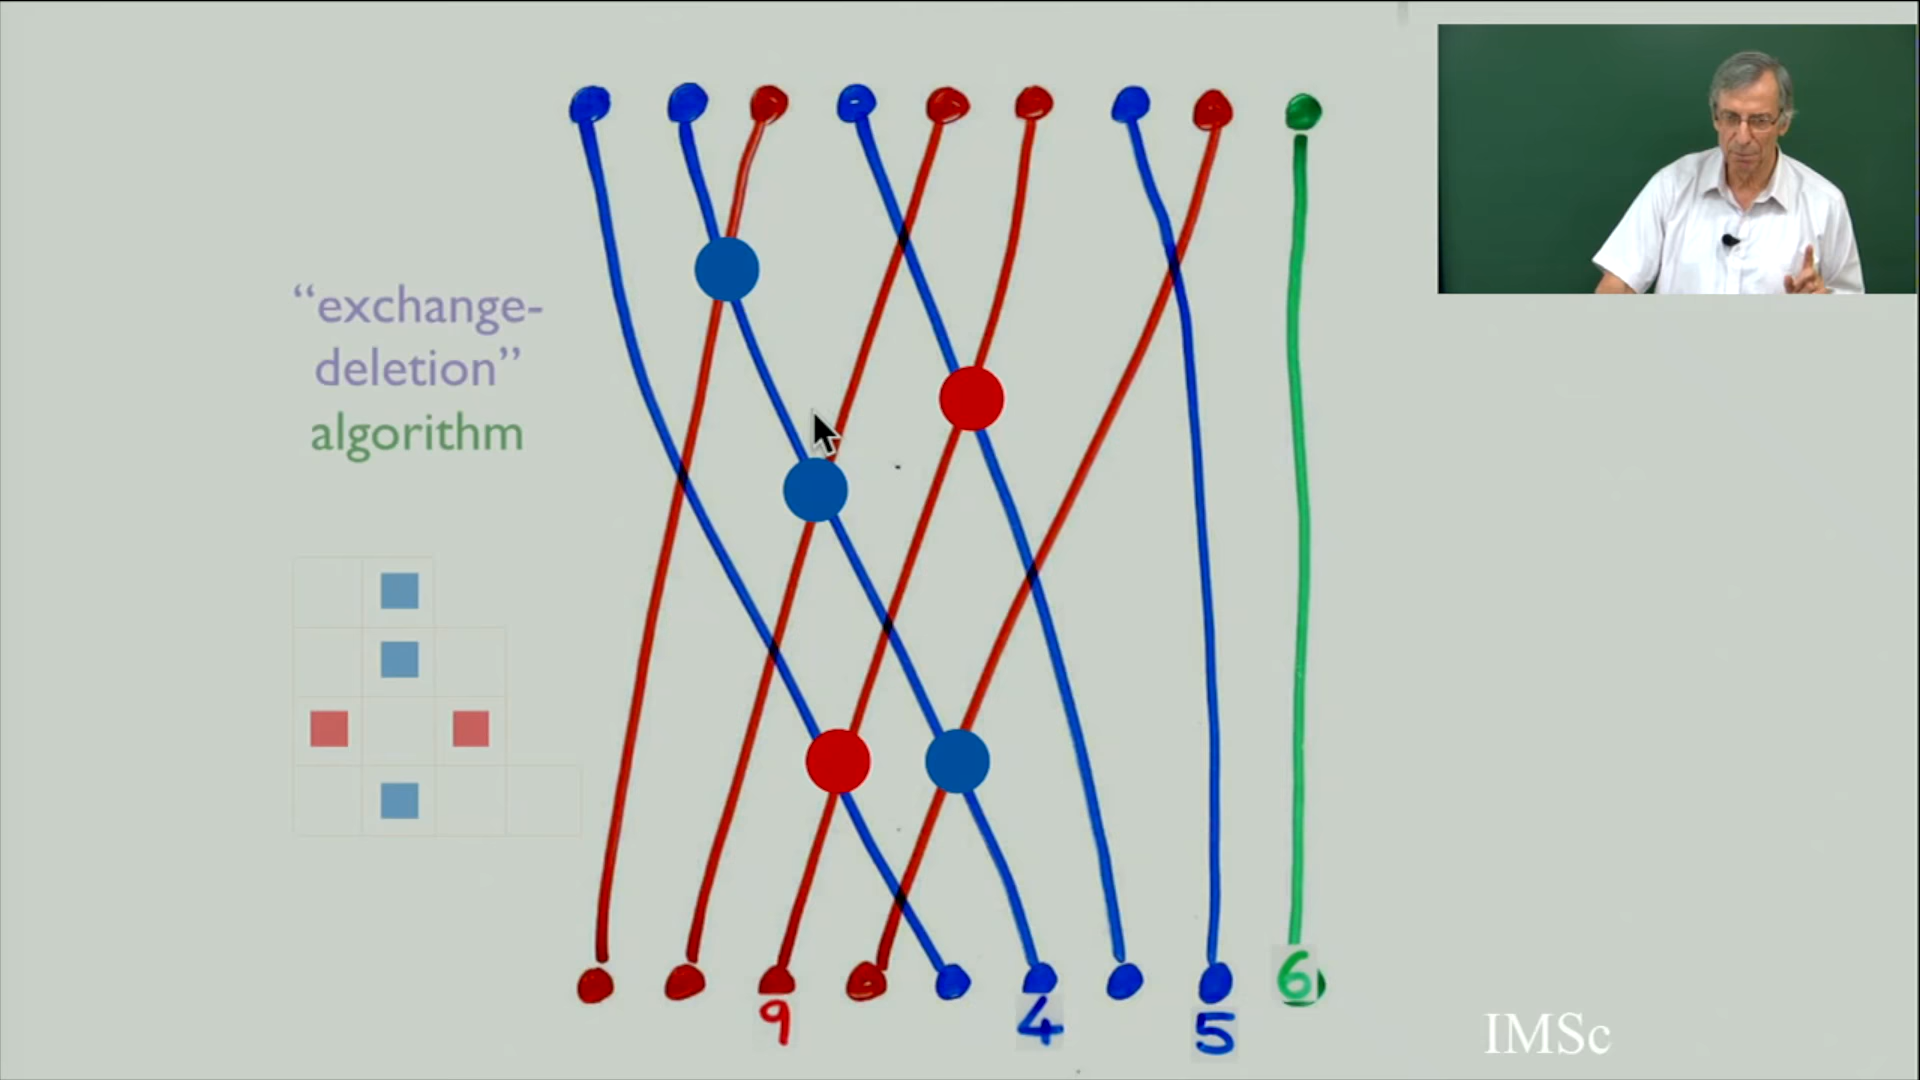 “exchange-
deletion”
algorithm
9 4 5 6
IMSc